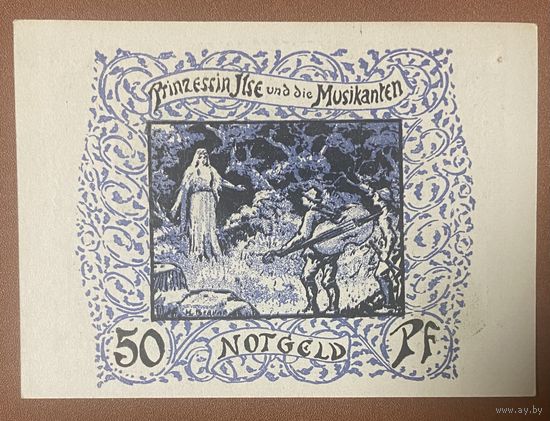 Prinzessin Ilse und die Musikanten
50 NOTGELD Pf
www.ay.by